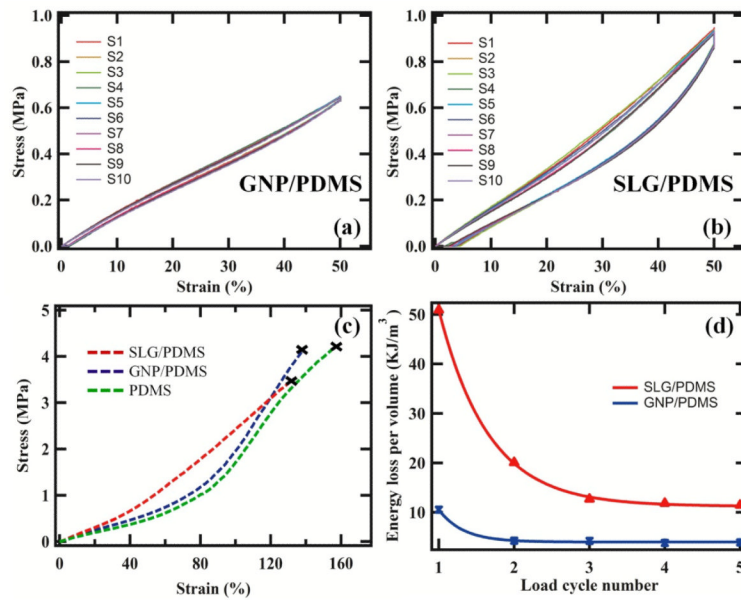 1.0
0.8
0.6
0.4
0.2
0.0
Stress (MPa)
S1
S2
S3
S4
S5
S6
S7
S8
S9
S10
GNP/PDMS
(a)
0 10 20 30 40 50
Strain (%)
1.0
0.8
0.6
0.4
0.2
0.0
Stress (MPa)
S1
S2
S3
S4
S5
S6
S7
S8
S9
S10
SLG/PDMS
(b)
0 10 20 30 40 50
Strain (%)
5
4
3
2
1
0
Stress (MPa)
(c)
SLG/PDMS
GNP/PDMS
PDMS
0 40 80 120 160
Strain (%)
50
40
30
20
10
Energy loss per volume (KJ/m³)
(d)
SLG/PDMS
GNP/PDMS
1 2 3 4 5
Load cycle number